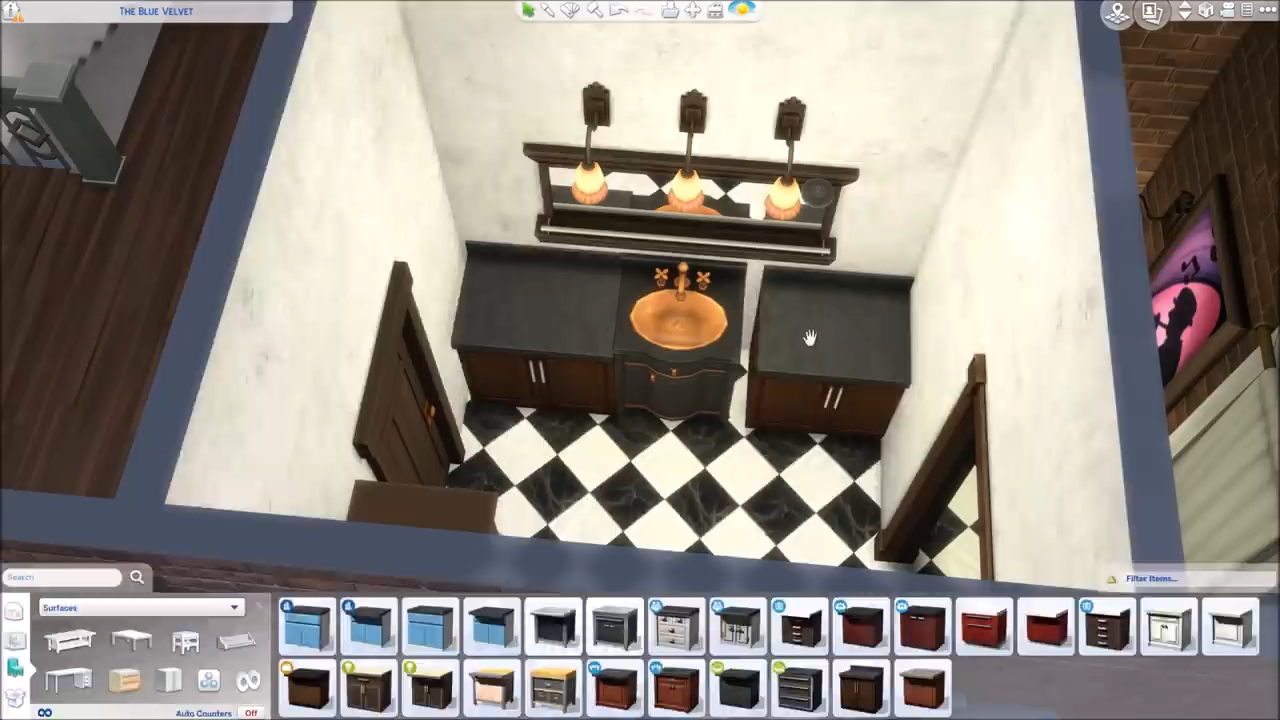 THE BLUE VELVET
Filter Items...
Search
Surfaces
Auto Counters Off